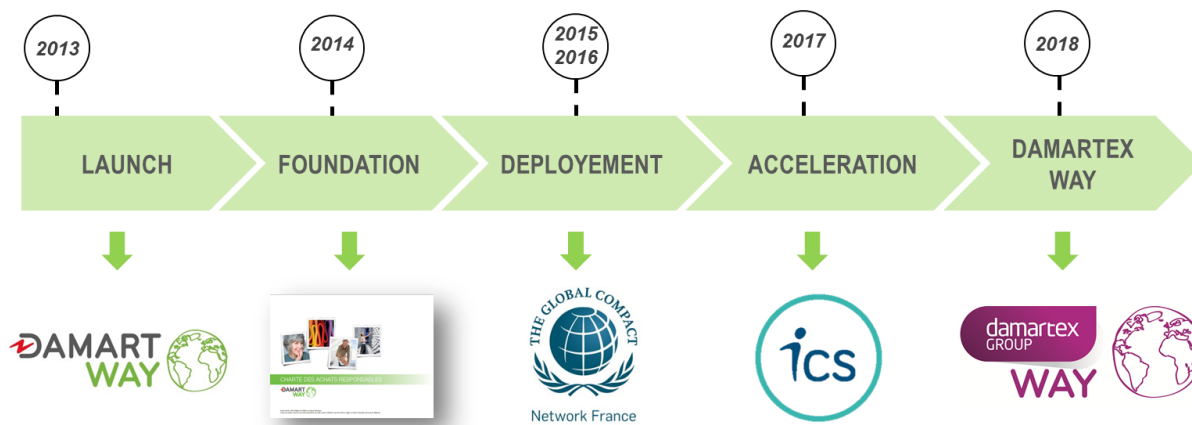 2013
2014
2015
2016
2017
2018
LAUNCH
FOUNDATION
DEPLOYEMENT
ACCELERATION
DAMARTEX
WAY
DAMART
WAY
CHARTE DES ACHATS RESPONSABLES
DAMART
WAY
THE GLOBAL COMPACT
Network France
ics
damartex
GROUP
WAY